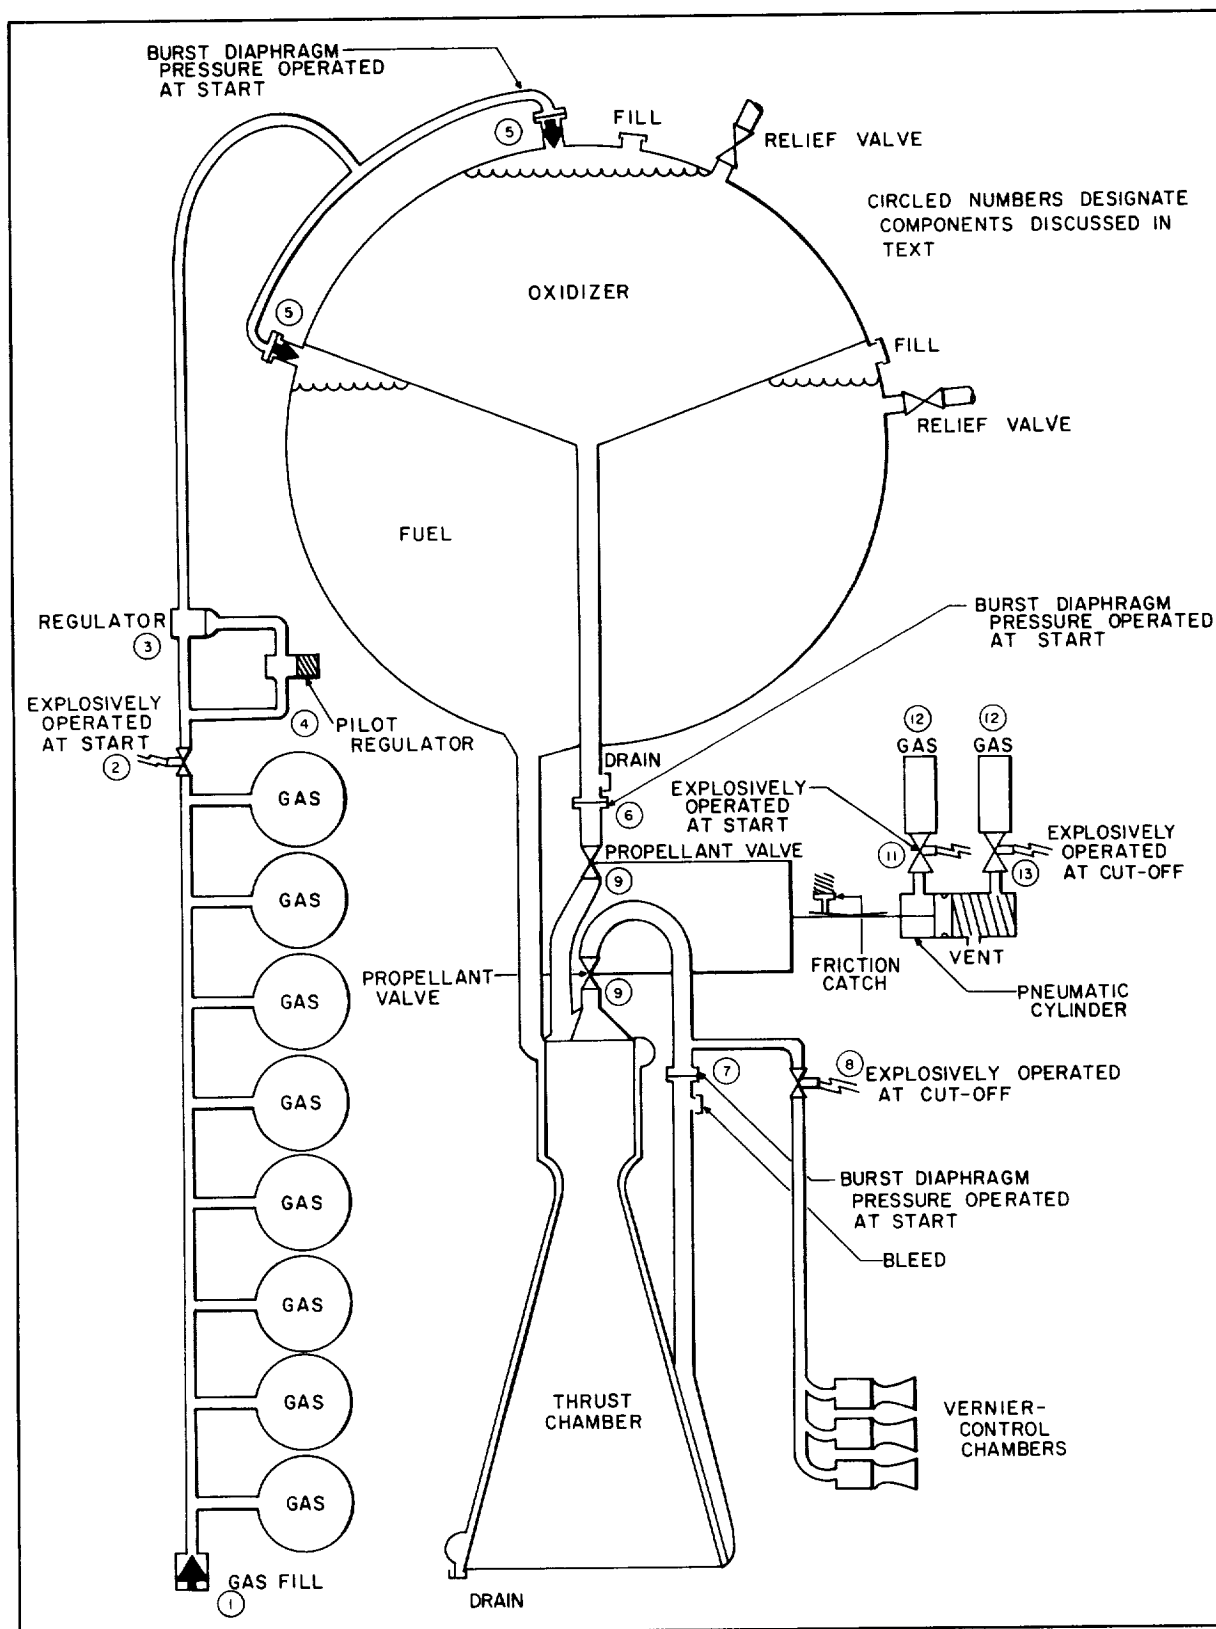 BURST DIAPHRAGM
PRESSURE OPERATED
AT START
5
FILL
RELIEF VALVE
CIRCLED NUMBERS DESIGNATE
COMPONENTS DISCUSSED IN
TEXT
OXIDIZER
5
FILL
RELIEF VALVE
FUEL
BURST DIAPHRAGM
PRESSURE OPERATED
AT START
REGULATOR
3
EXPLOSIVELY
OPERATED
AT START
2
4
PILOT
REGULATOR
12
GAS
12
GAS
DRAIN
6
EXPLOSIVELY
OPERATED
AT START
11
EXPLOSIVELY
OPERATED
AT CUT-OFF
13
PROPELLANT VALVE
9
VENT
FRICTION
CATCH
PNEUMATIC
CYLINDER
PROPELLANT
VALVE
9
7
8
EXPLOSIVELY OPERATED
AT CUT-OFF
BURST DIAPHRAGM
PRESSURE OPERATED
AT START
BLEED
GAS
GAS
GAS
GAS
GAS
GAS
GAS
GAS
THRUST
CHAMBER
VERNIER-
CONTROL
CHAMBERS
GAS FILL
1
DRAIN